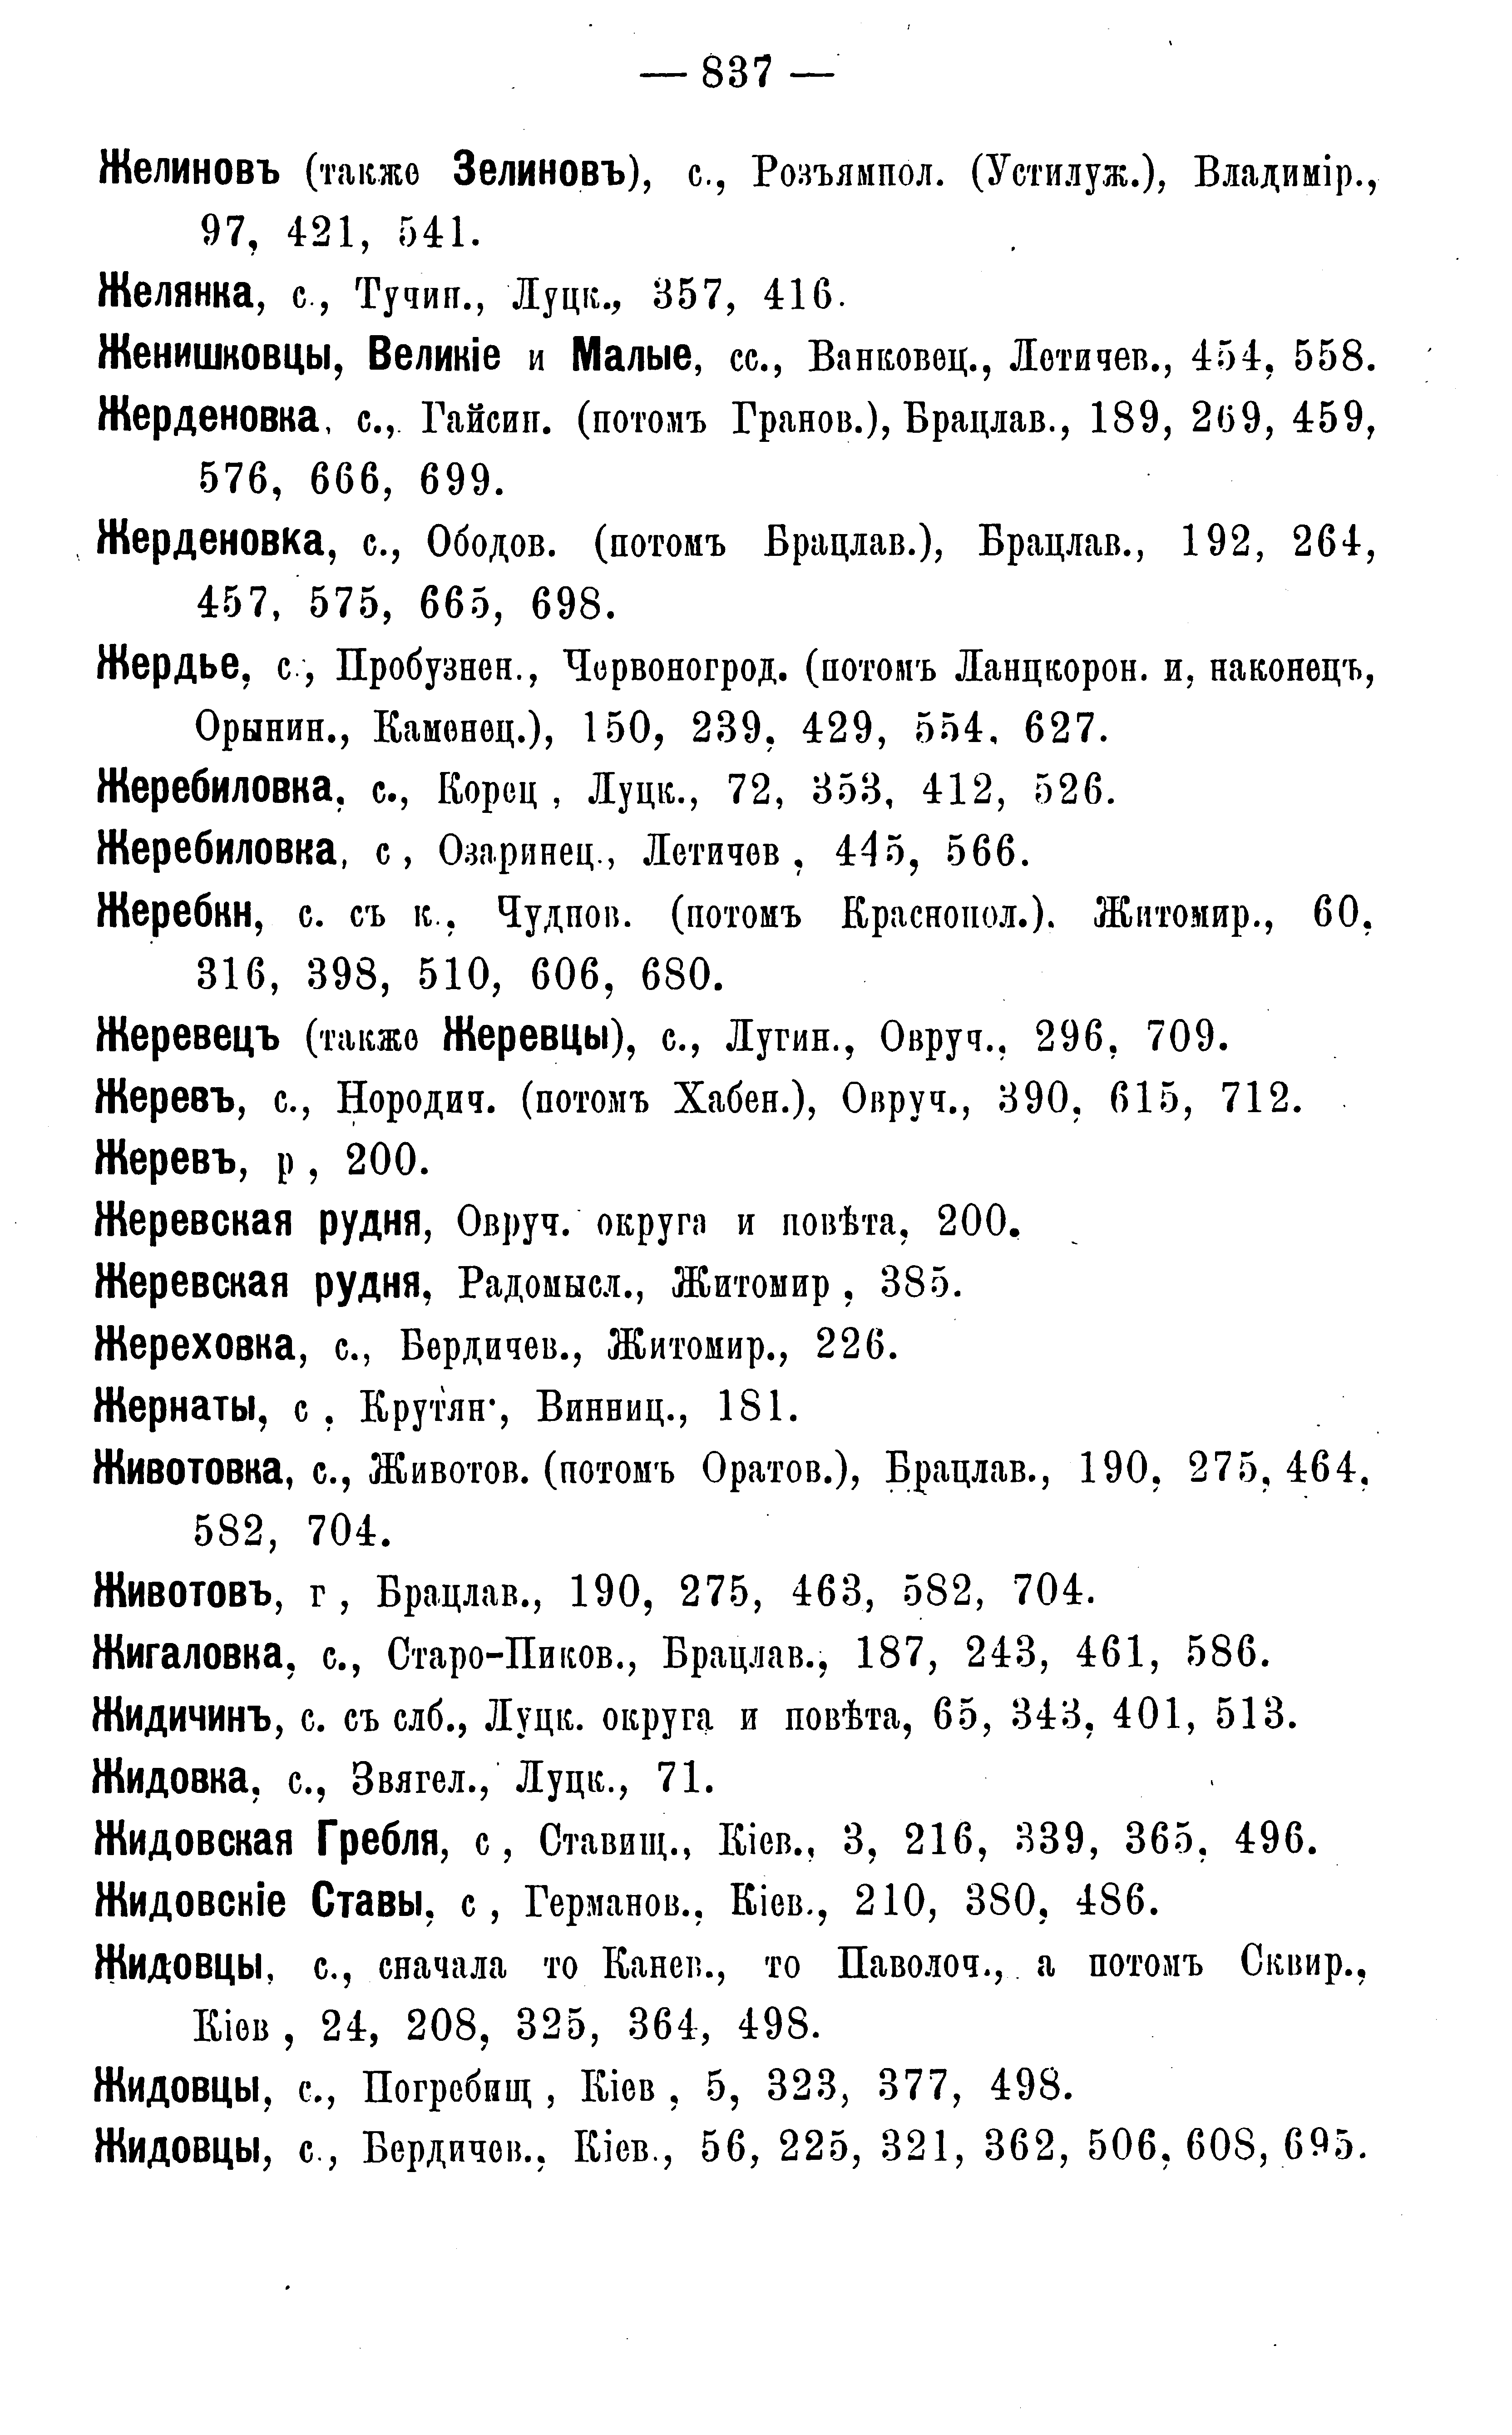 — 837 —
Желиновъ (также Зелиновъ), с., Розъямпол. (Устилуж.), Владимір.,
97, 421, 541.
Желянка, с., Тучин., Луцк., 357, 416.
Женишковцы, Великіе и Малые, сс., Ванковец., Летичев., 454, 558.
Жерденовка, с., Гайсин. (потомъ Гранов.), Брацлав., 189, 269, 459,
576, 666, 699.
Жерденовка, с., Ободов. (потомъ Брацлав.), Брацлав., 192, 264,
457, 575, 665, 698.
Жердье, с., Пробузнен., Червоногрод. (потомъ Ланцкорон. и, наконецъ,
Орынин., Каменец.), 150, 239, 429, 554, 627.
Жеребиловка, с., Корец , Луцк., 72, 353, 412, 526.
Жеребиловка, с , Озаринец., Летичев , 445, 566.
Жеребки, с. съ к., Чуднов. (потомъ Краснопол.). Житомир., 60,
316, 398, 510, 606, 680.
Жеревецъ (также Жеревцы), с., Лугин., Овруч., 296, 709.
Жеревъ, с., Нородич. (потомъ Хабен.), Овруч., 390, 615, 712.
Жеревъ, р , 200.
Жеревская рудня, Овруч. округа и повѣта, 200.
Жеревская рудня, Радомысл., Житомир , 385.
Жереховка, с., Бердичев., Житомир., 226.
Жернаты, с , Крутян·, Винниц., 181.
Животовка, с., Животов. (потомъ Оратов.), Брацлав., 190, 275, 464,
582, 704.
Животовъ, г , Брацлав., 190, 275, 463, 582, 704.
Жигаловка, с., Старо-Пиков., Брацлав., 187, 243, 461, 586.
Жидичинъ, с. съ слб., Луцк. округа и повѣта, 65, 343, 401, 513.
Жидовка, с., Звягел., Луцк., 71.
Жидовская Гребля, с , Ставищ., Кіев., 3, 216, 339, 365, 496.
Жидовскіе Ставы, с , Германов., Кіев., 210, 380, 486.
Жидовцы, с., сначала то Канев., то Паволоч., а потомъ Сквир.,
Кіев , 24, 208, 325, 364, 498.
Жидовцы, с., Погребищ , Кіев , 5, 323, 377, 498.
Жидовцы, с., Бердичев., Кіев., 56, 225, 321, 362, 506, 608, 695.